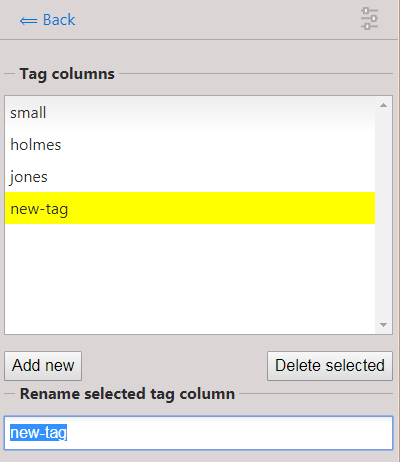 ⟸ Back
Tag columns
small
holmes
jones
new-tag
Add new
Delete selected
Rename selected tag column
new-tag